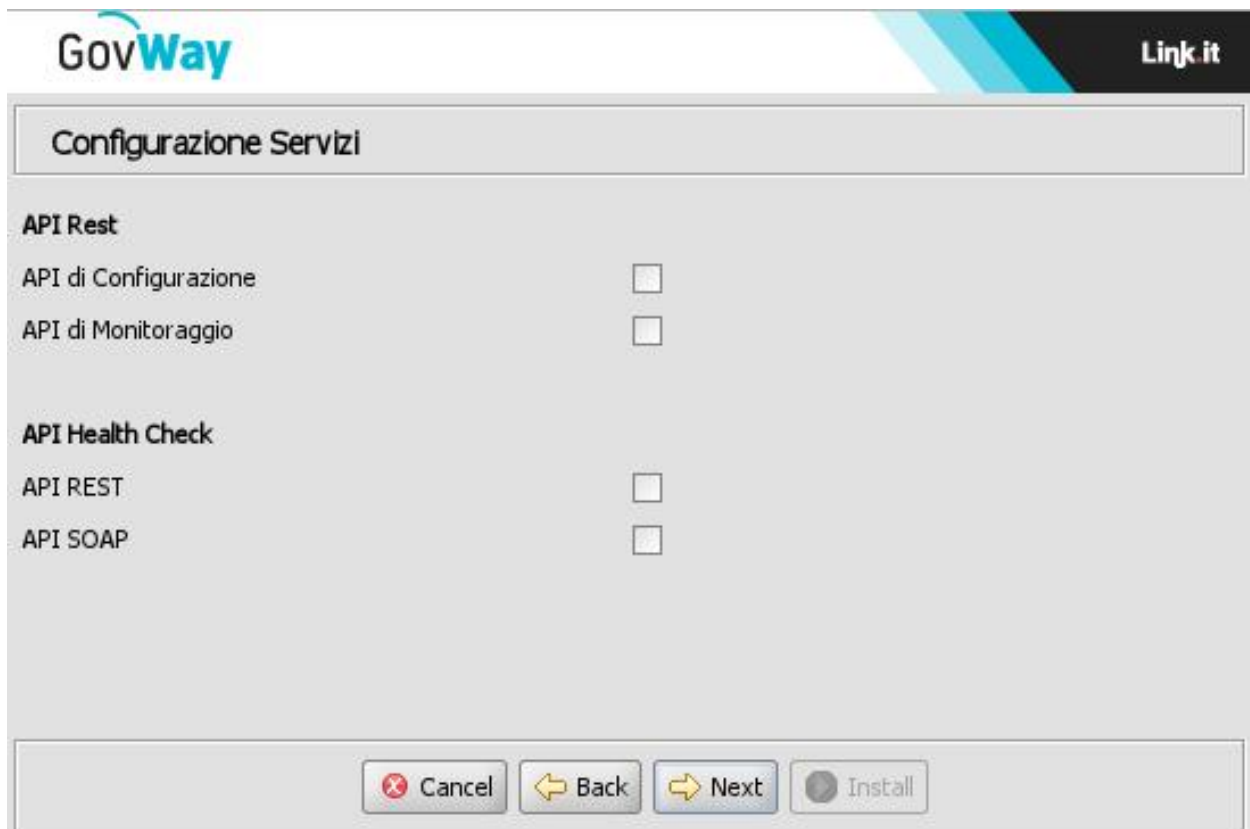 GovWay
Link.it
Configurazione Servizi
API Rest
API di Configurazione
API di Monitoraggio
API Health Check
API REST
API SOAP
Cancel
Back
Next
Install